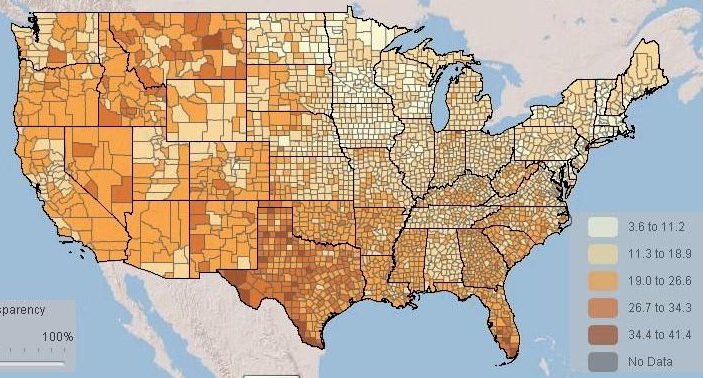 3.6 to 11.2
11.3 to 18.9
19.0 to 26.6
26.7 to 34.3
34.4 to 41.4
No Data
sparency
100%